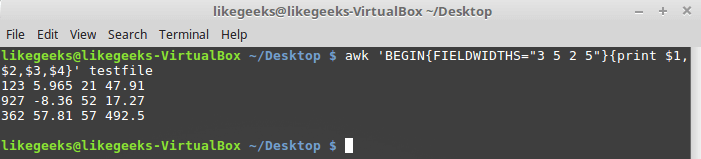 likegeeks@likegeeks-VirtualBox ~/Desktop
File Edit View Search Terminal Help
likegeeks@likegeeks-VirtualBox ~/Desktop $ awk 'BEGIN{FIELDWIDTHS="3 5 2 5"}{print $1,
$2,$3,$4}' testfile
123 5.965 21 47.91
927 -8.36 52 17.27
362 57.81 57 492.5
likegeeks@likegeeks-VirtualBox ~/Desktop $